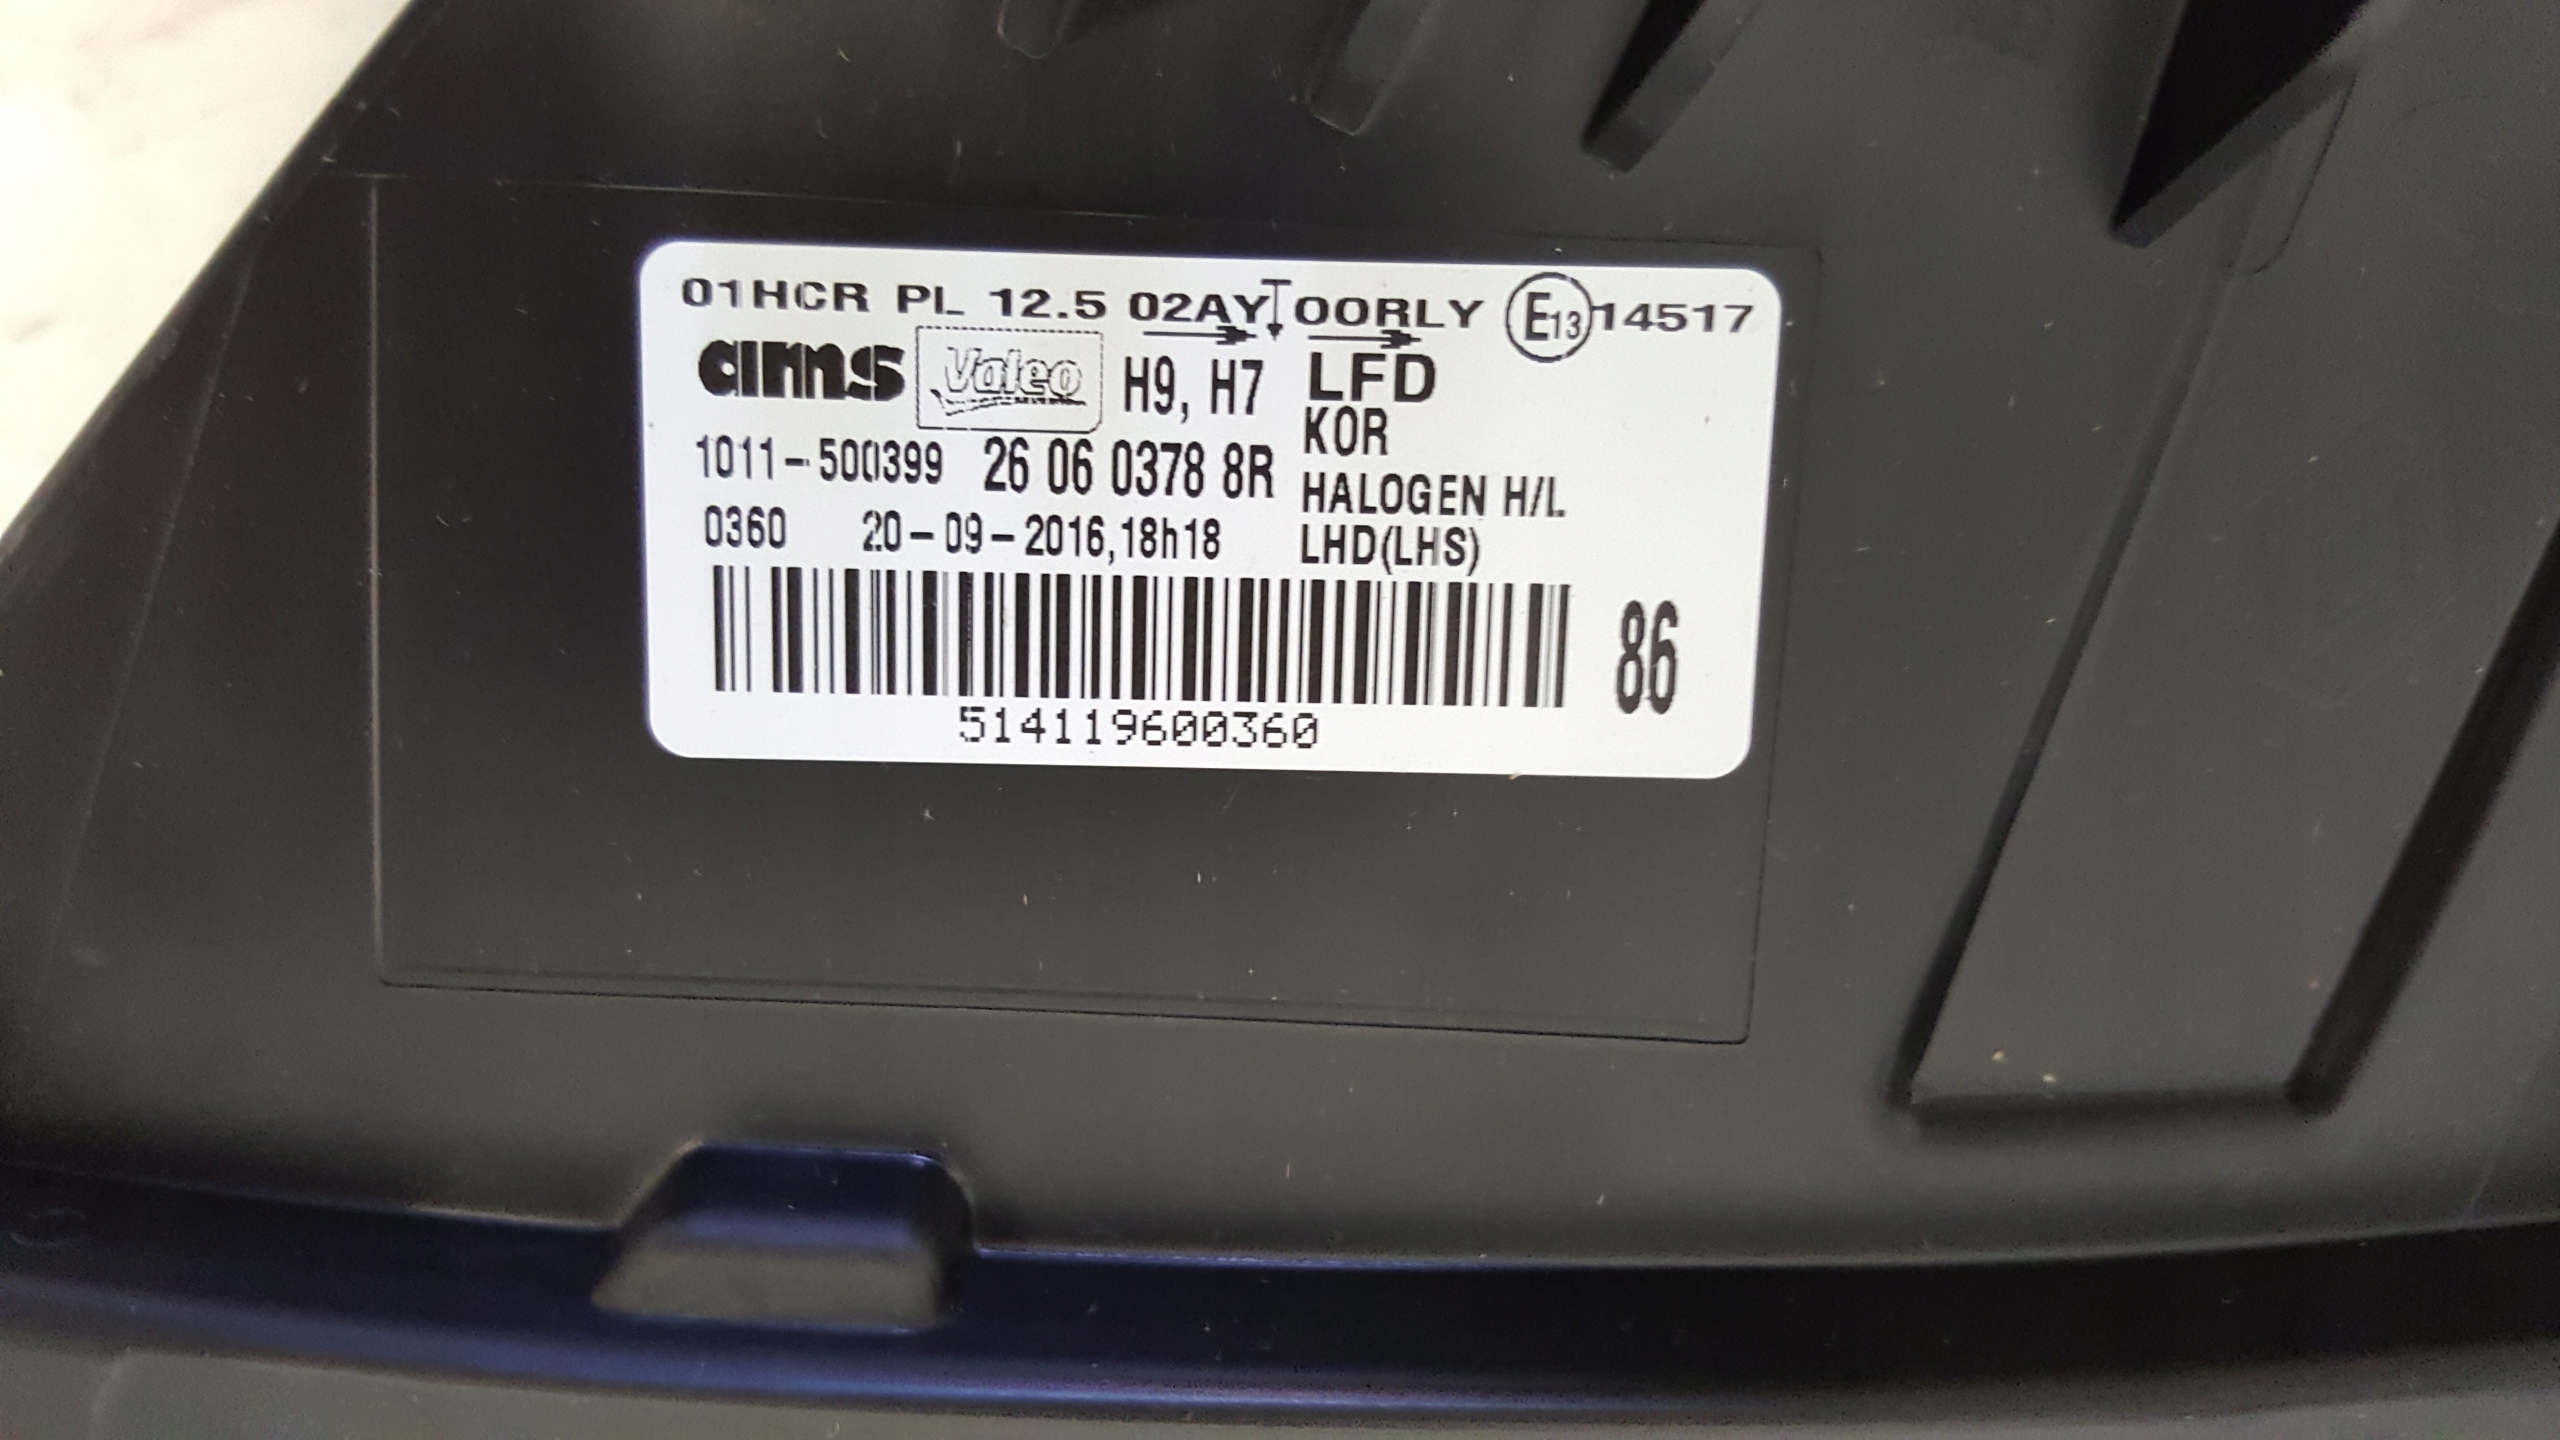 01HCR PL 12.5 02AY 00RLY E13 14517
ams Valeo H9, H7 LFD
KOR
1011-500399 26 06 0378 8R HALOGEN H/L
0360 20-09-2016,18h18 LHD(LHS)
86
514119600360